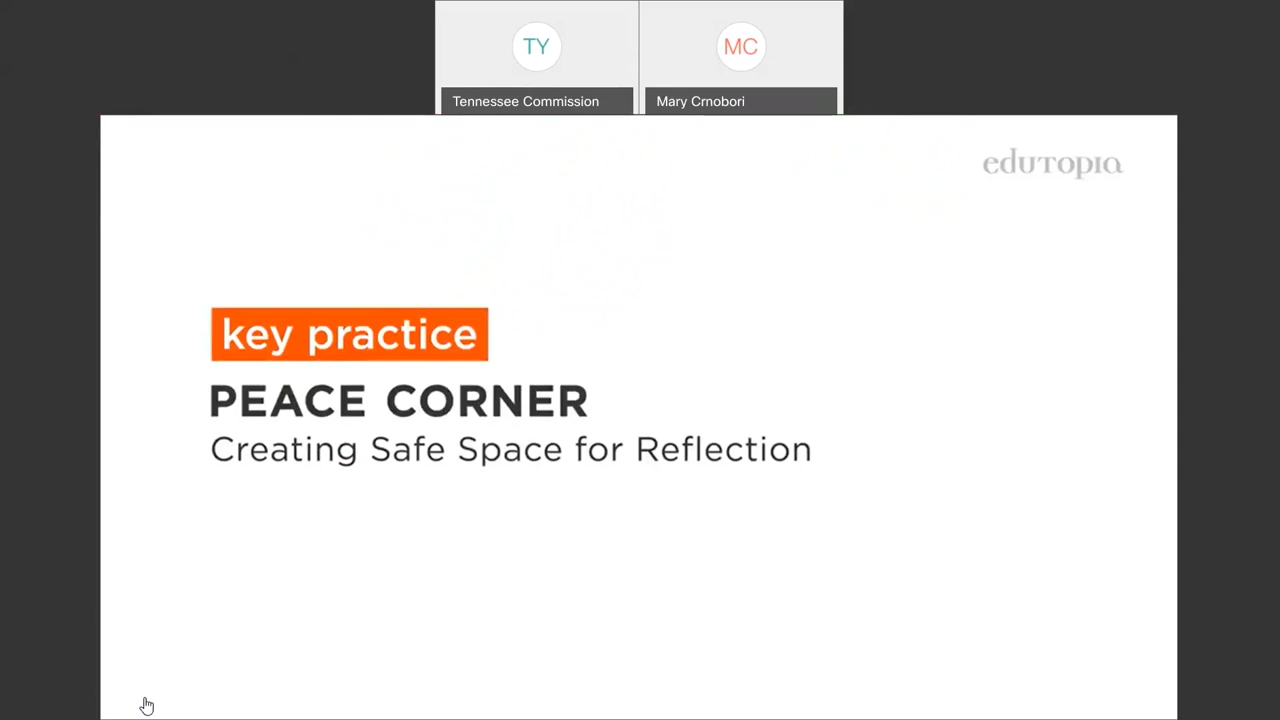 TY
MC
Tennessee Commission
Mary Crnobori
edutopia
key practice
PEACE CORNER
Creating Safe Space for Reflection